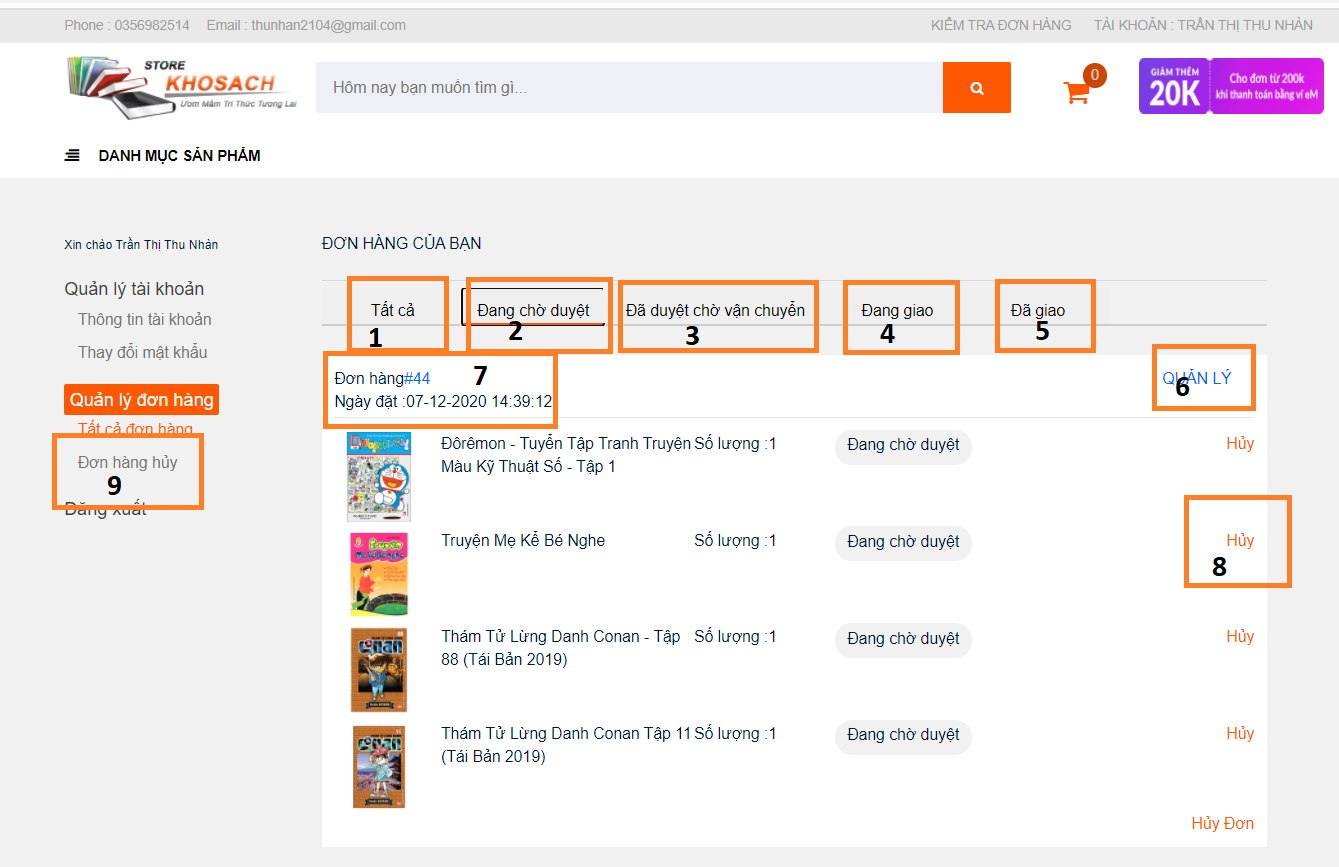 Phone : 0356982514 Email : thunhan2104@gmail.com KIỂM TRA ĐƠN HÀNG TÀI KHOẢN : TRẦN THỊ THU NHÀN
STORE
KHOSACH
Ươm Mầm Tri Thức Tương Lai
Hôm nay bạn muốn tìm gì...
0
GIẢM THÊM
20K
Cho đơn từ 200k
khi thanh toán bằng ví eM
DANH MỤC SẢN PHẨM
Xin chào Trần Thị Thu Nhàn
Quản lý tài khoản
Thông tin tài khoản
Thay đổi mật khẩu
Quản lý đơn hàng
Tất cả đơn hàng
Đơn hàng hủy
9
Đăng xuất
ĐƠN HÀNG CỦA BẠN
Tất cả Đang chờ duyệt Đã duyệt chờ vận chuyển Đang giao Đã giao
1 2 3 4 5
Đơn hàng#44 7 QUẢN LÝ
6
Ngày đặt :07-12-2020 14:39:12
Đôrêmon - Tuyển Tập Tranh Truyện Số lượng :1 Đang chờ duyệt Hủy
Màu Kỹ Thuật Số - Tập 1
Truyện Mẹ Kể Bé Nghe Số lượng :1 Đang chờ duyệt Hủy
8
Thám Tử Lừng Danh Conan - Tập Số lượng :1 Đang chờ duyệt Hủy
88 (Tái Bản 2019)
Thám Tử Lừng Danh Conan Tập 11 Số lượng :1 Đang chờ duyệt Hủy
(Tái Bản 2019)
Hủy Đơn